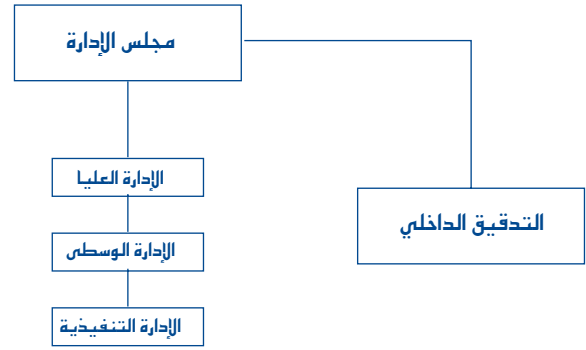 مجلس الإدارة
الإدارة العليا
التدقيق الداخلي
الإدارة الوسطى
الإدارة التنفيذية